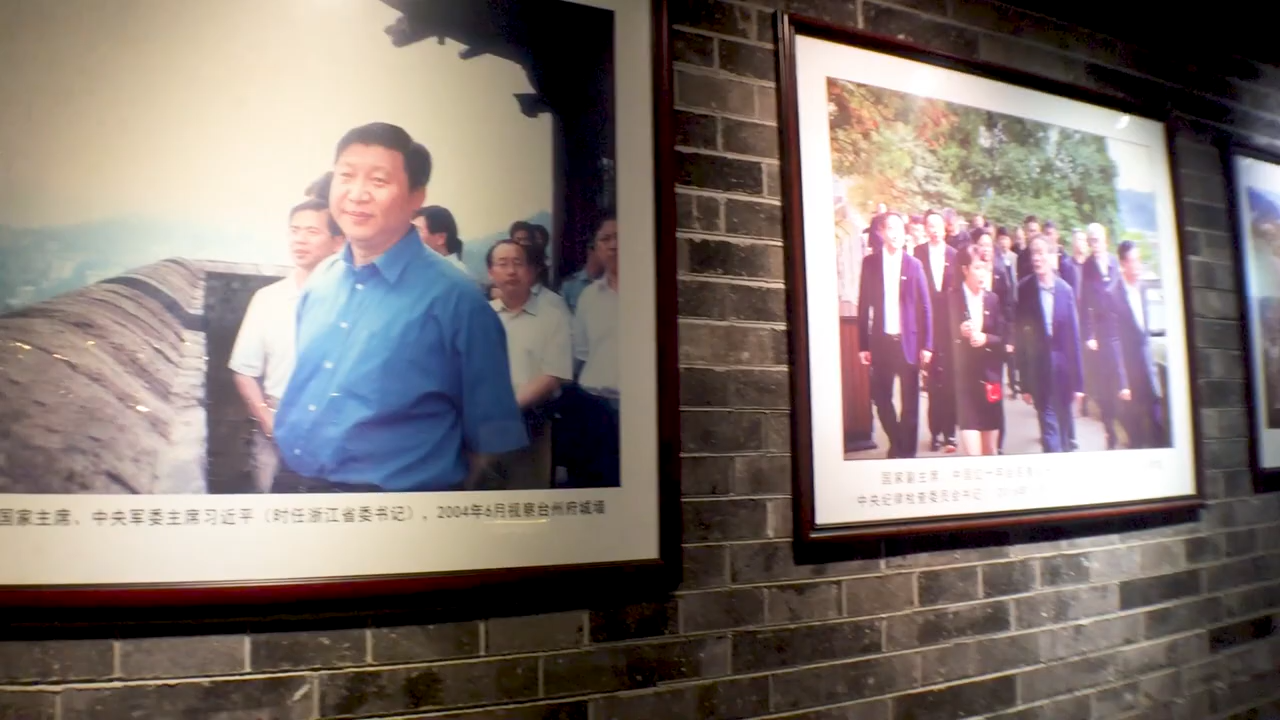 国家主席、中央军委主席习近平（时任浙江省委书记），2004年6月视察台州府城墙
国家副主席、中
中央纪律检查委员会书记